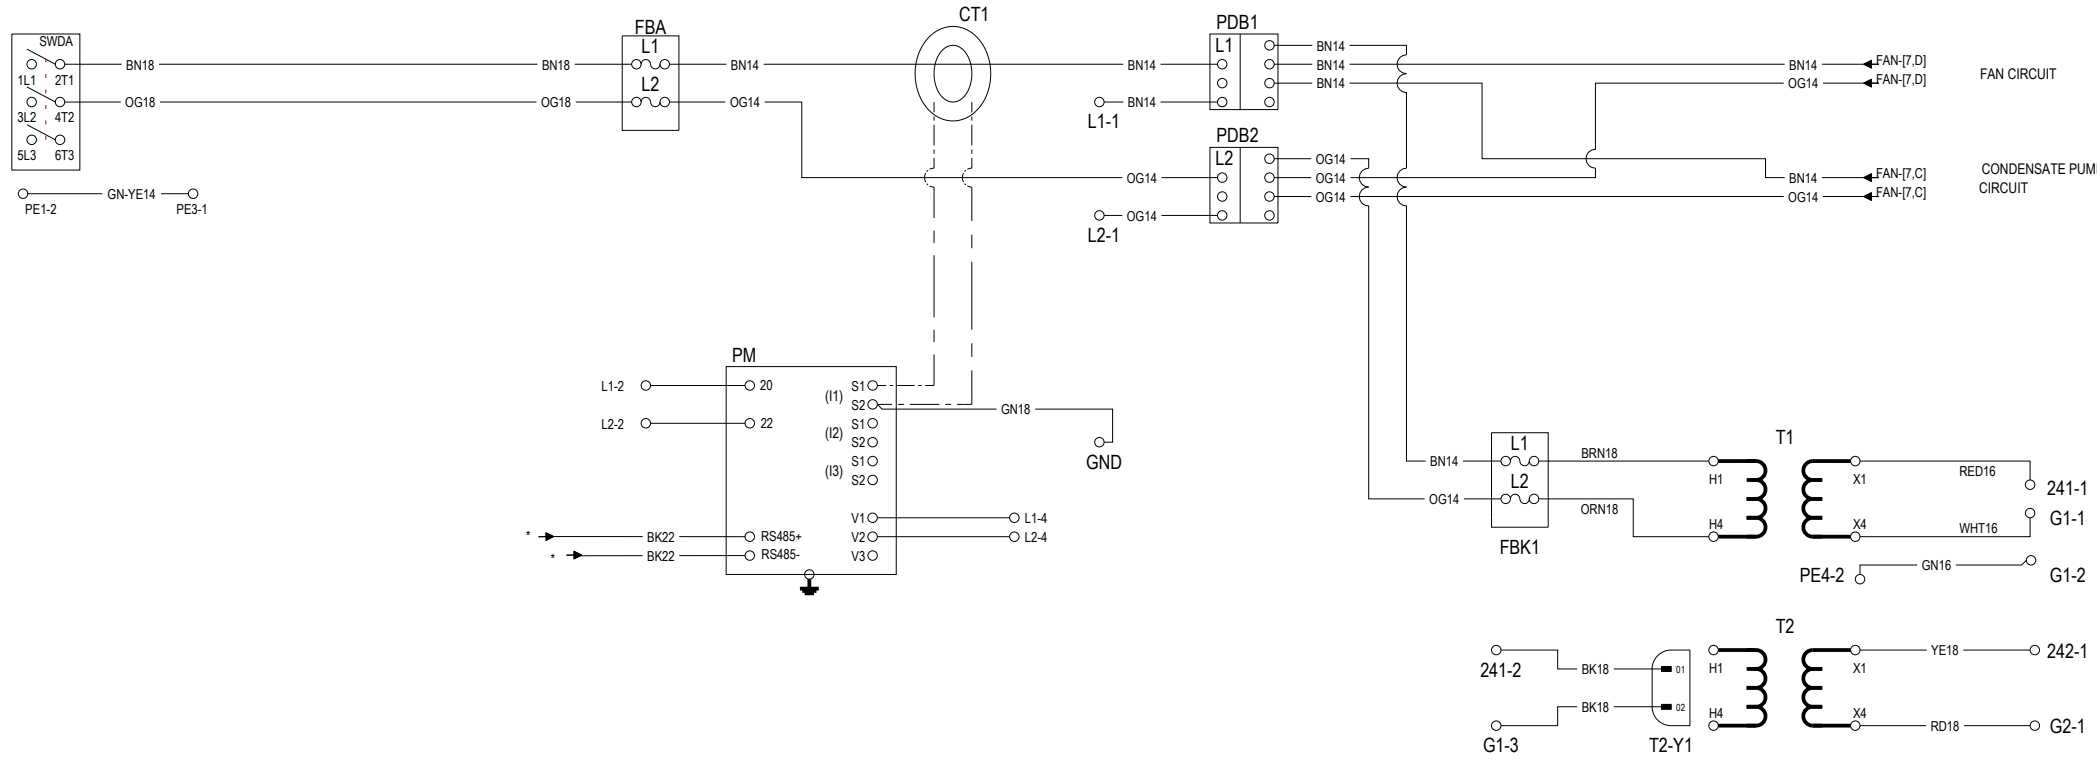 SWDA
1L1
2T1
3L2
4T2
5L3
6T3
BN18
OG18
BN18
OG18
PE1-2
GN-YE14
PE3-1
FBA
L1
L2
BN14
OG14
CT1
BN14
BN14
L1-1
OG14
OG14
L2-1
PDB1
L1
PDB2
L2
BN14
BN14
BN14
OG14
OG14
OG14
BN14
OG14
BN14
OG14
FAN-[7,D]
FAN-[7,D]
FAN-[7,C]
FAN-[7,C]
FAN CIRCUIT
CONDENSATE PUM
CIRCUIT
PM
L1-2
20
L2-2
22
(I1)
S1
S2
(I2)
S1
S2
(I3)
S1
S2
GN18
GND
V1
V2
V3
L1-4
L2-4
*
BK22
RS485+
*
BK22
RS485-
BN14
OG14
L1
L2
FBK1
BRN18
ORN18
T1
H1
H4
X1
X4
RED16
241-1
G1-1
WHT16
PE4-2
GN16
G1-2
241-2
G1-3
BK18
BK18
01
02
T2-Y1
T2
H1
H4
X1
X4
YE18
242-1
RD18
G2-1